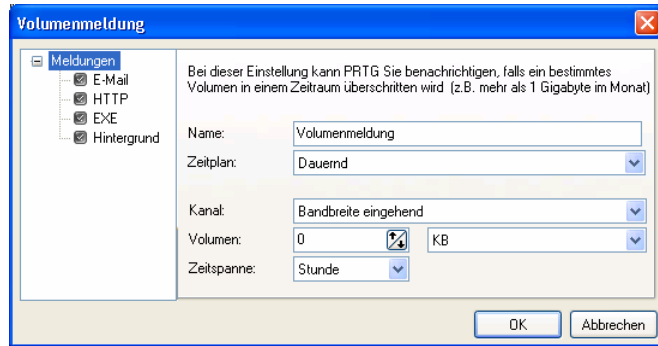 Volumenmeldung
Meldungen
E-Mail
HTTP
EXE
Hintergrund
Bei dieser Einstellung kann PRTG Sie benachrichtigen, falls ein bestimmtes
Volumen in einem Zeitraum überschritten wird (z.B. mehr als 1 Gigabyte im Monat)
Name: Volumenmeldung
Zeitplan: Dauernd
Kanal: Bandbreite eingehend
Volumen: 0 KB
Zeitspanne: Stunde
OK Abbrechen